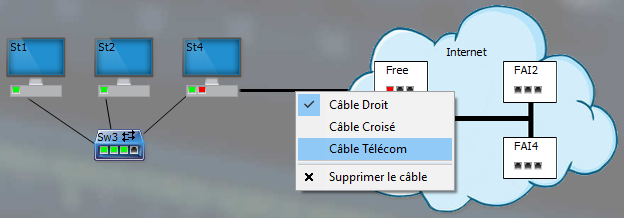 St1
St2
St4
Internet
Free
FAI2
Sw3
Câble Droit
Câble Croisé
Câble Télécom
Supprimer le câble
FAI4